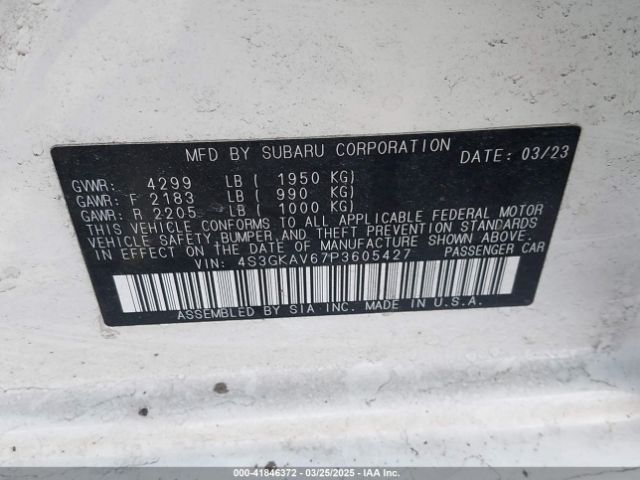 MFD BY SUBARU CORPORATION DATE: 03/23
GVWR: 4299 LB ( 1950 KG)
GAWR: F 2183 LB ( 990 KG)
GAWR: R 2205 LB ( 1000 KG)
THIS VEHICLE CONFORMS TO ALL APPLICABLE FEDERAL MOTOR
VEHICLE SAFETY,BUMPER,AND THEFT PREVENTION STANDARDS
IN EFFECT ON THE DATE OF MANUFACTURE SHOWN ABOVE.
VIN: 4S3GKAV67P3605427 PASSENGER CAR
ASSEMBLED BY SIA INC. MADE IN U.S.A.
000-41846372 — 03/25/2025 — IAA Inc.